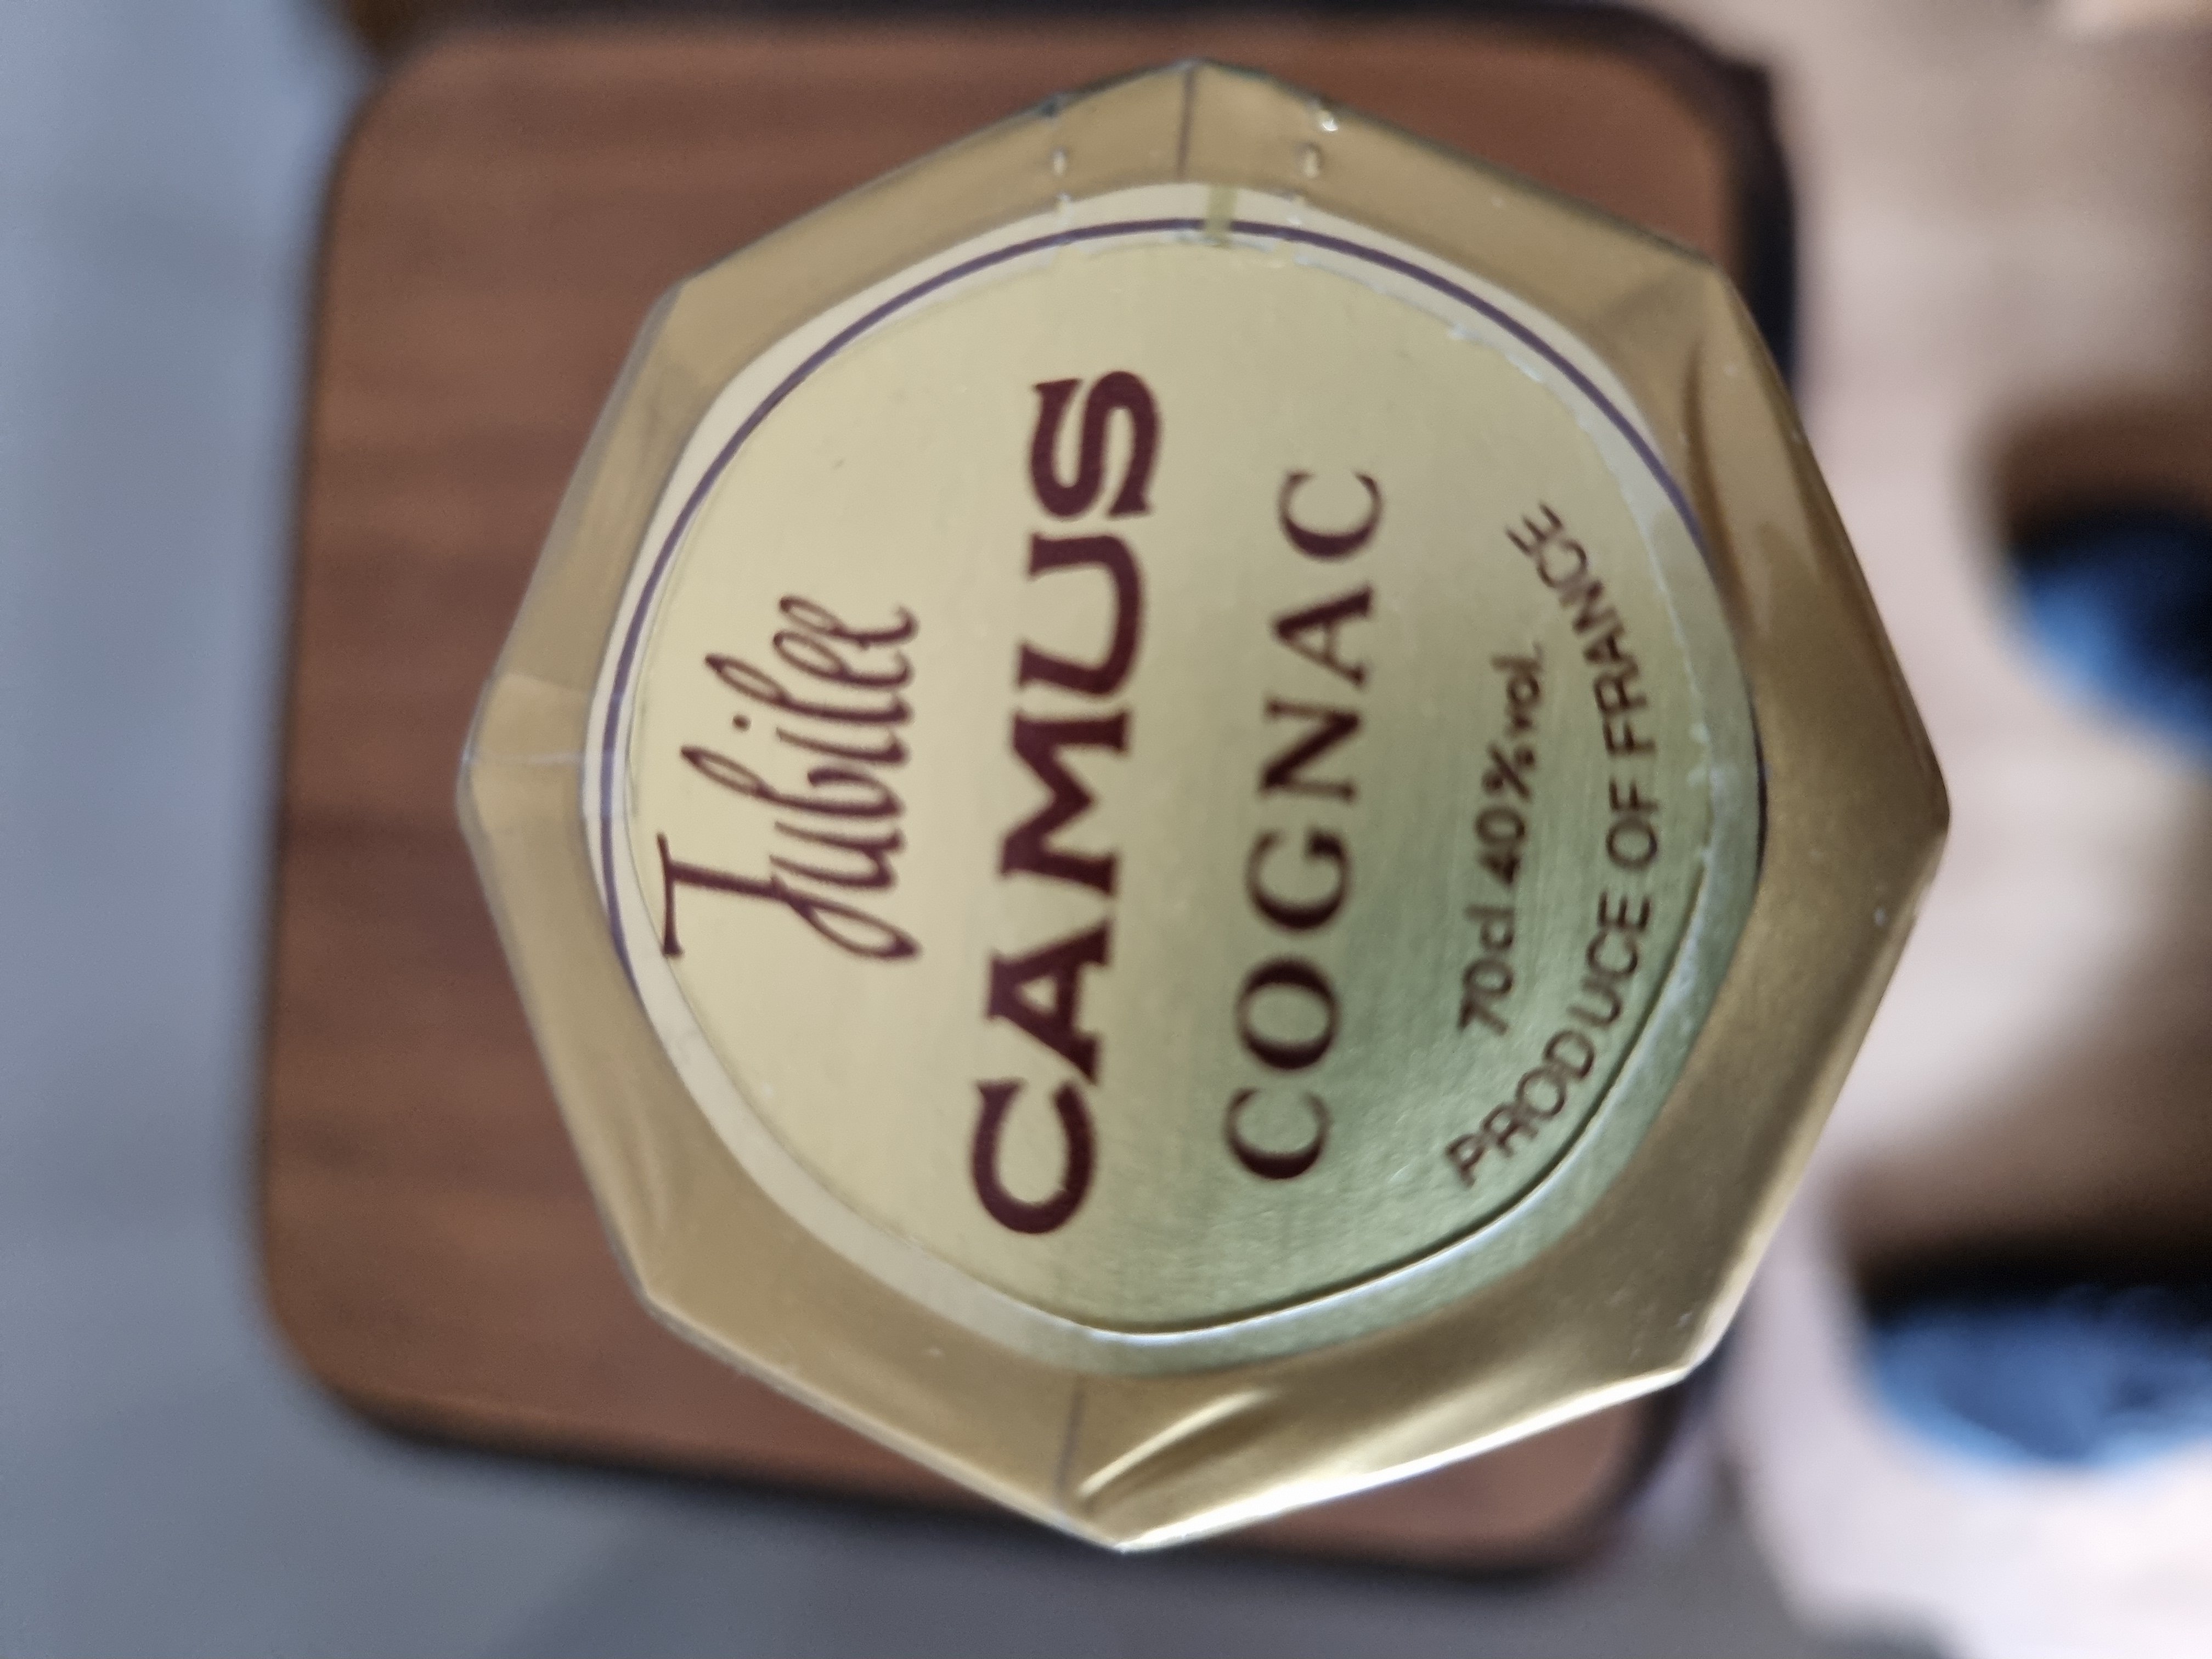 Jubilee
CAMUS
COGNAC
70cl 40% vol.
PRODUCE OF FRANCE